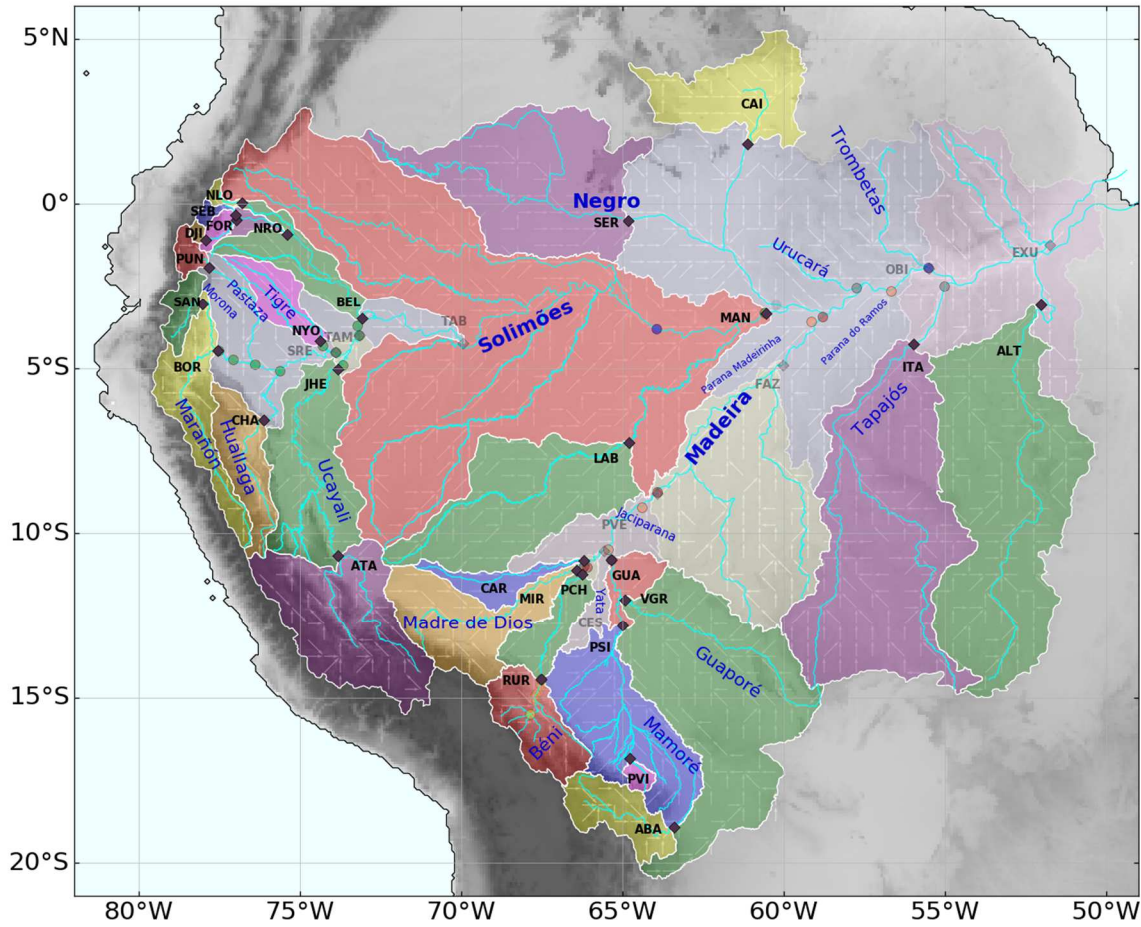 5°N
CAI
Trombetas
0°
NLO
SEB
FOR
DJI
NRO
Negro
SER
PUN
Urucará
OBI
EXU
SAN
Morona
Pastaza
Tigre
BEL
TAB
Solimões
MAN
NYO
TAM
SRE
Parana Madeirinha
Parana do Ramos
5°S
BOR
JHE
FAZ
ITA
ALT
Marañón
CHA
Huallaga
Ucayali
LAB
Madeira
Tapajós
10°S
PVE
Jaciparana
ATA
CAR
MIR
PCH
GUA
VGR
Yata
CES
Madre de Dios
PSI
Guaporé
15°S
RUR
Béni
Mamoré
PVI
ABA
20°S
80°W
75°W
70°W
65°W
60°W
55°W
50°W